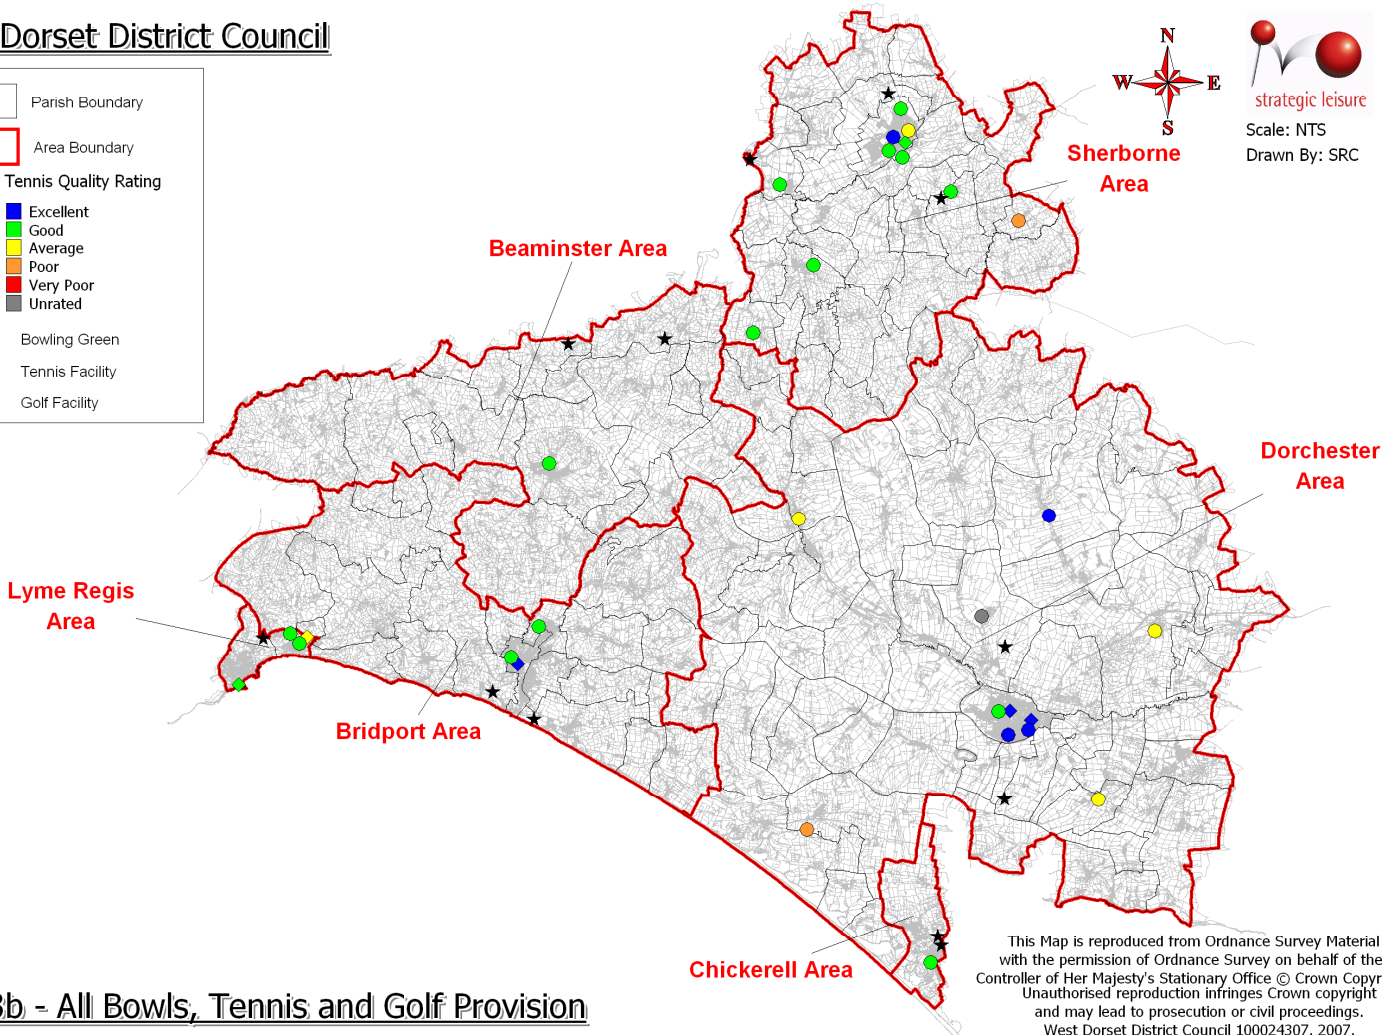 Dorset District Council
Parish Boundary
Area Boundary
Tennis Quality Rating
Excellent
Good
Average
Poor
Very Poor
Unrated
Bowling Green
Tennis Facility
Golf Facility
N
W E
S
strategic leisure
Scale: NTS
Drawn By: SRC
Sherborne
Area
Beaminster Area
Dorchester
Area
Lyme Regis
Area
Bridport Area
Chickerell Area
This Map is reproduced from Ordnance Survey Material
with the permission of Ordnance Survey on behalf of the
Controller of Her Majesty's Stationary Office © Crown Copyr
Unauthorised reproduction infringes Crown copyright
and may lead to prosecution or civil proceedings.
West Dorset District Council 100024307, 2007.
3b - All Bowls, Tennis and Golf Provision